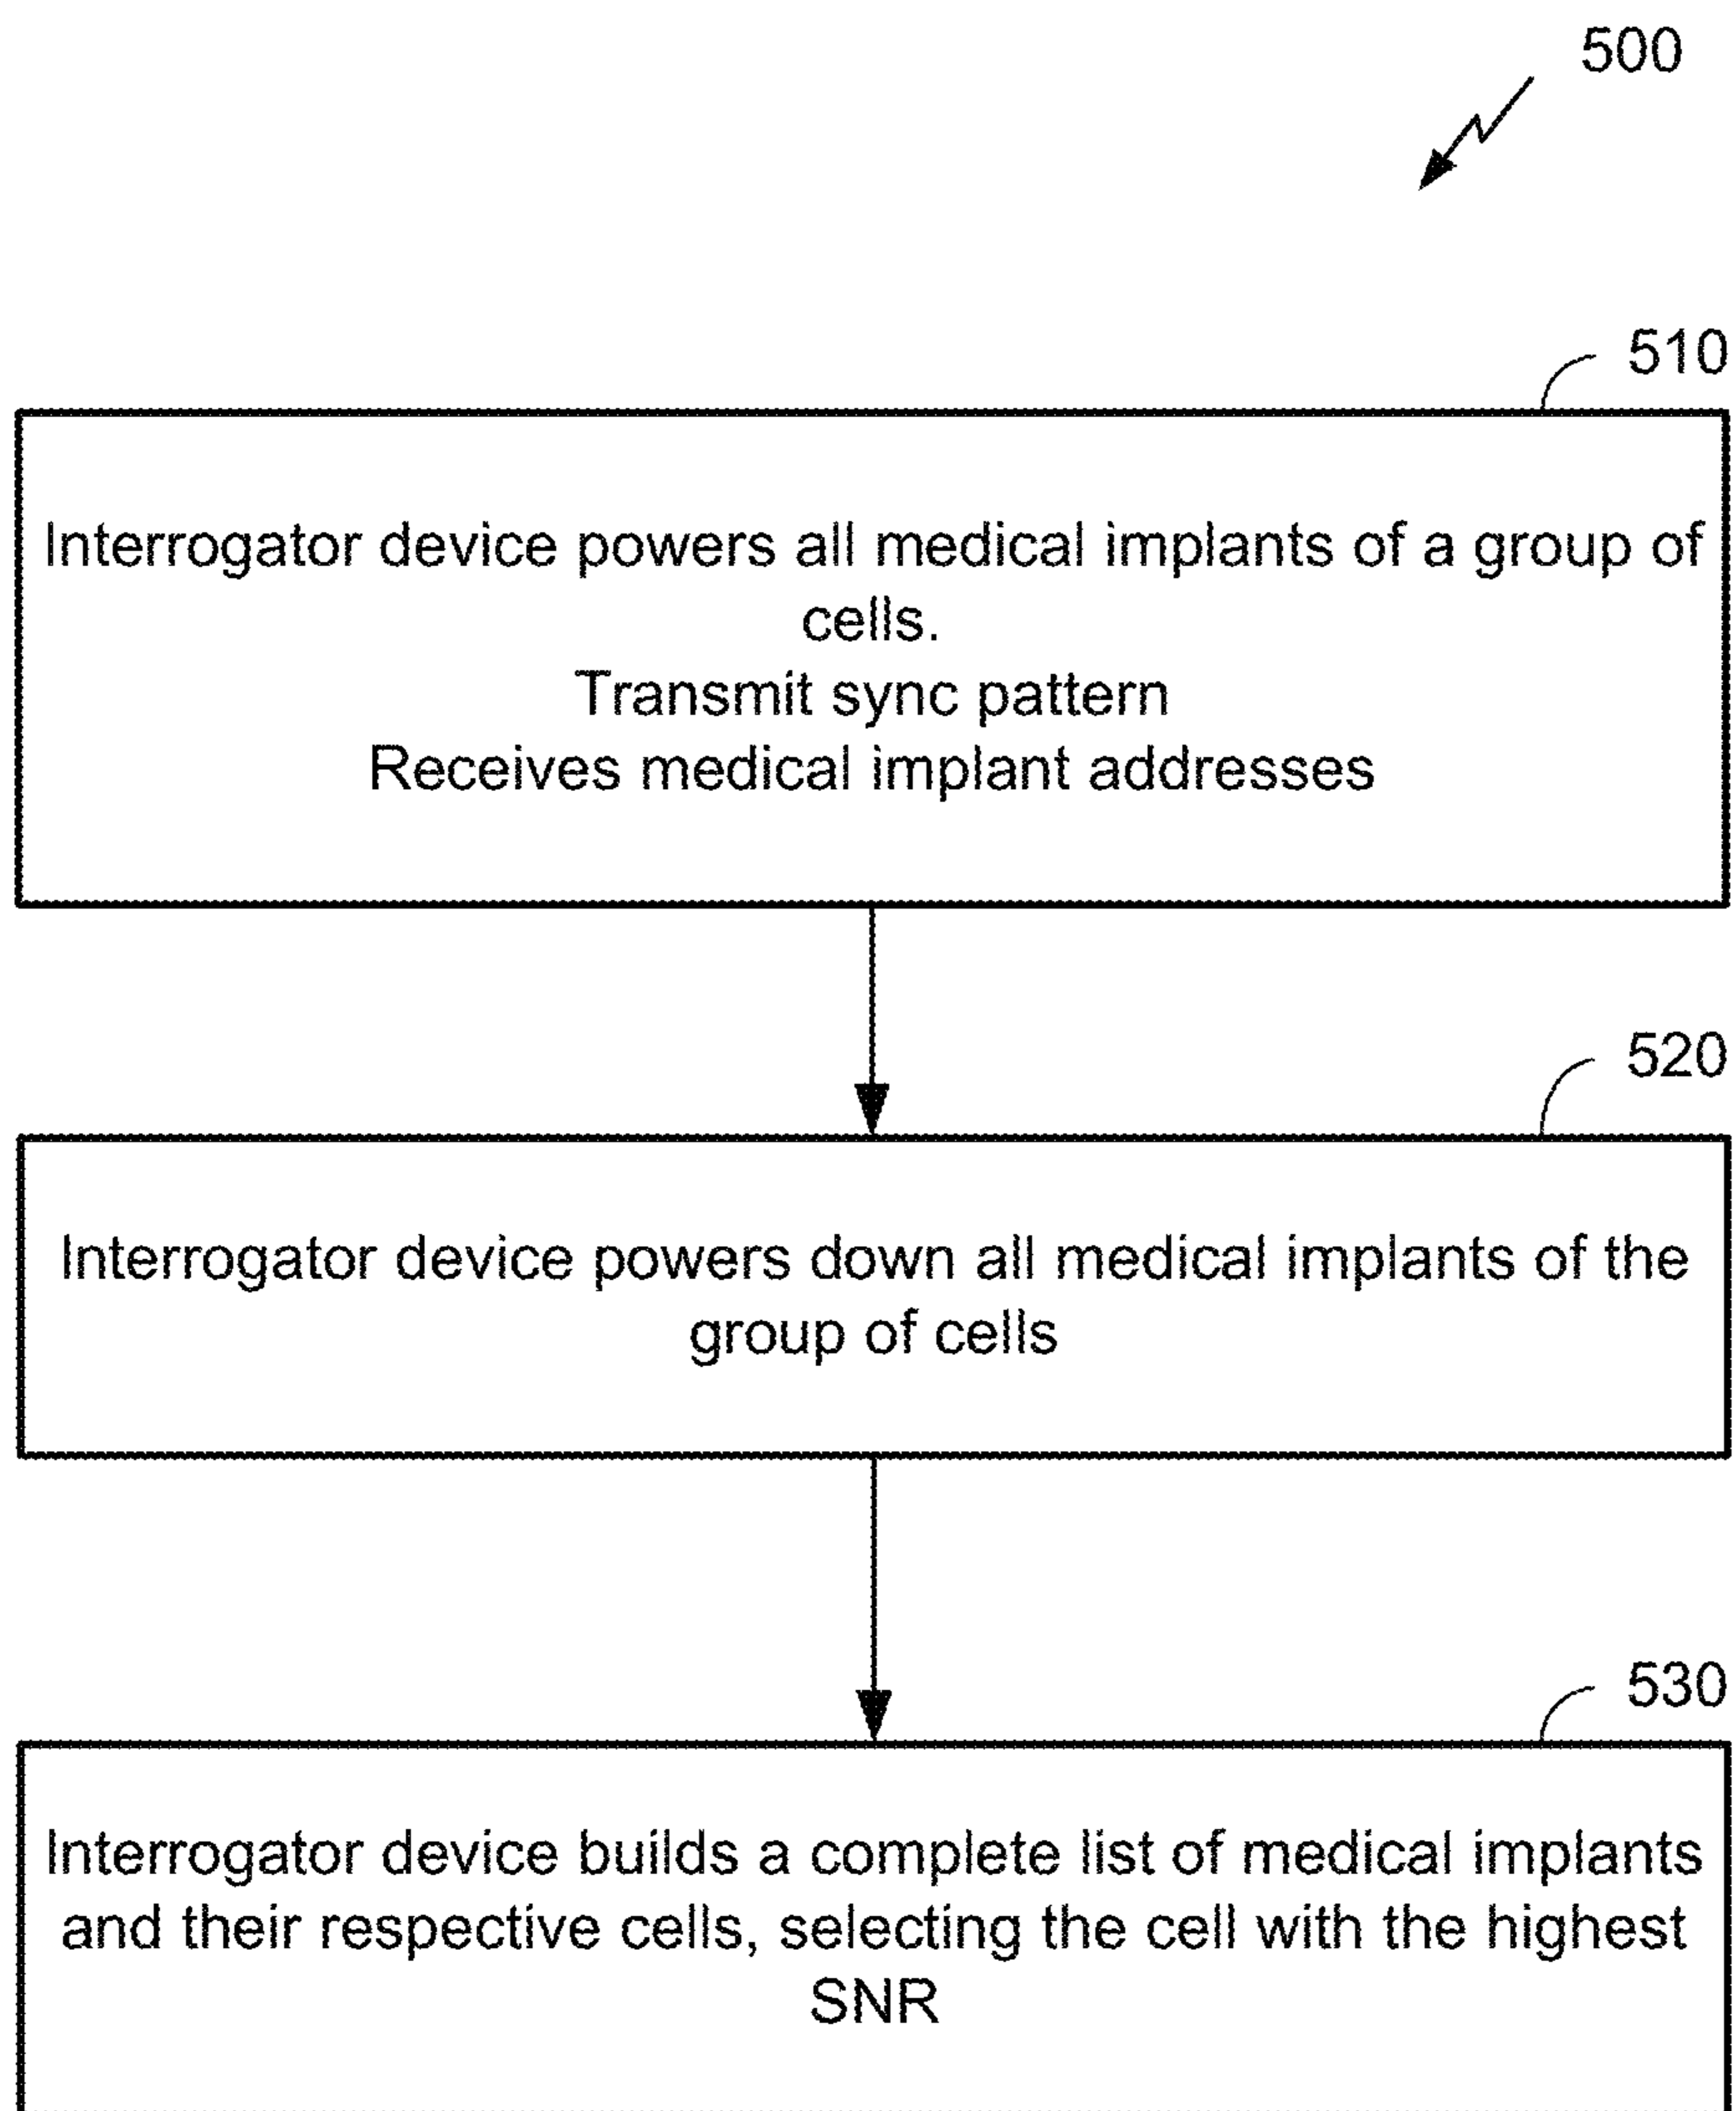 500
510
Interrogator device powers all medical implants of a group of
cells.
Transmit sync pattern
Receives medical implant addresses
520
Interrogator device powers down all medical implants of the
group of cells
530
Interrogator device builds a complete list of medical implants
and their respective cells, selecting the cell with the highest
SNR